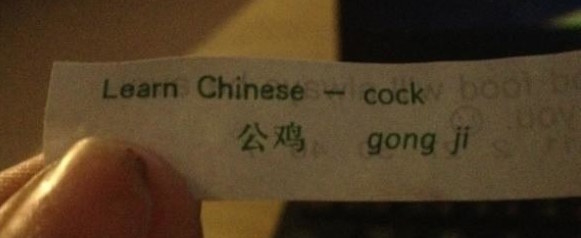 Learn Chinese — cock
公鸡 gong ji